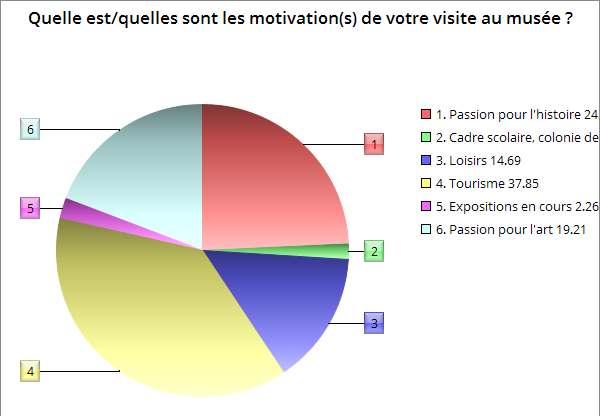 Quelle est/quelles sont les motivation(s) de votre visite au musée ?
6
5
4
1
2
3
1. Passion pour l'histoire 24
2. Cadre scolaire, colonie de
3. Loisirs 14.69
4. Tourisme 37.85
5. Expositions en cours 2.26
6. Passion pour l'art 19.21